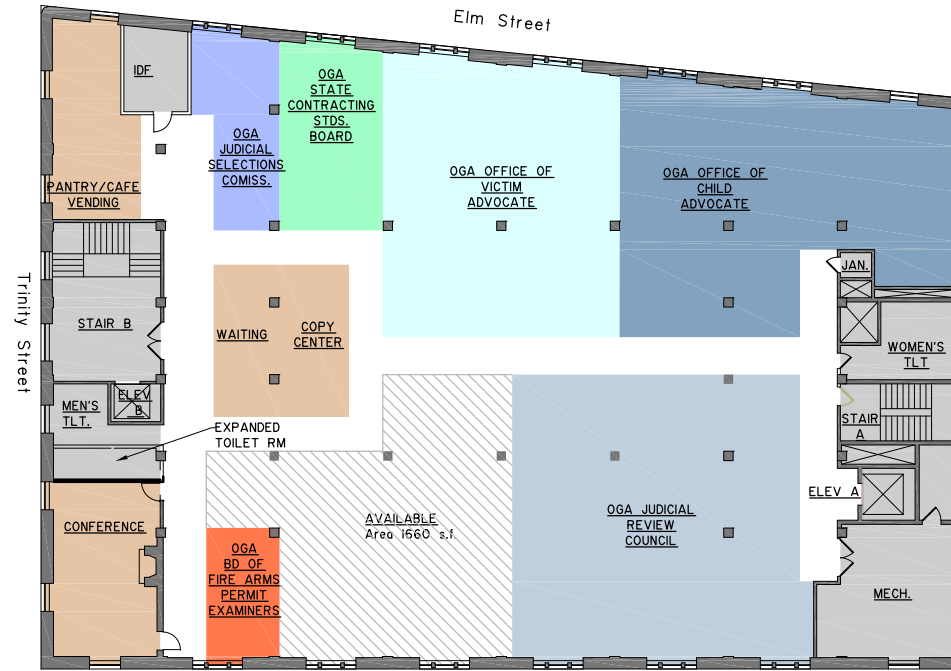 Elm Street
IDF
OGA
STATE
CONTRACTING
STDS.
BOARD
OGA
JUDICIAL
SELECTIONS
COMISS.
OGA OFFICE OF
VICTIM
ADVOCATE
OGA OFFICE OF
CHILD
ADVOCATE
PANTRY/CAFE
VENDING
Trinity Street
JAN.
STAIR B
WAITING
COPY
CENTER
WOMEN'S
TLT
MEN'S
TLT.
ELEV
B
STAIR
A
EXPANDED
TOILET RM
ELEV A
CONFERENCE
AVAILABLE
Area 1660 s.f.
OGA JUDICIAL
REVIEW
COUNCIL
OGA
BD OF
FIRE ARMS
PERMIT
EXAMINERS
MECH.